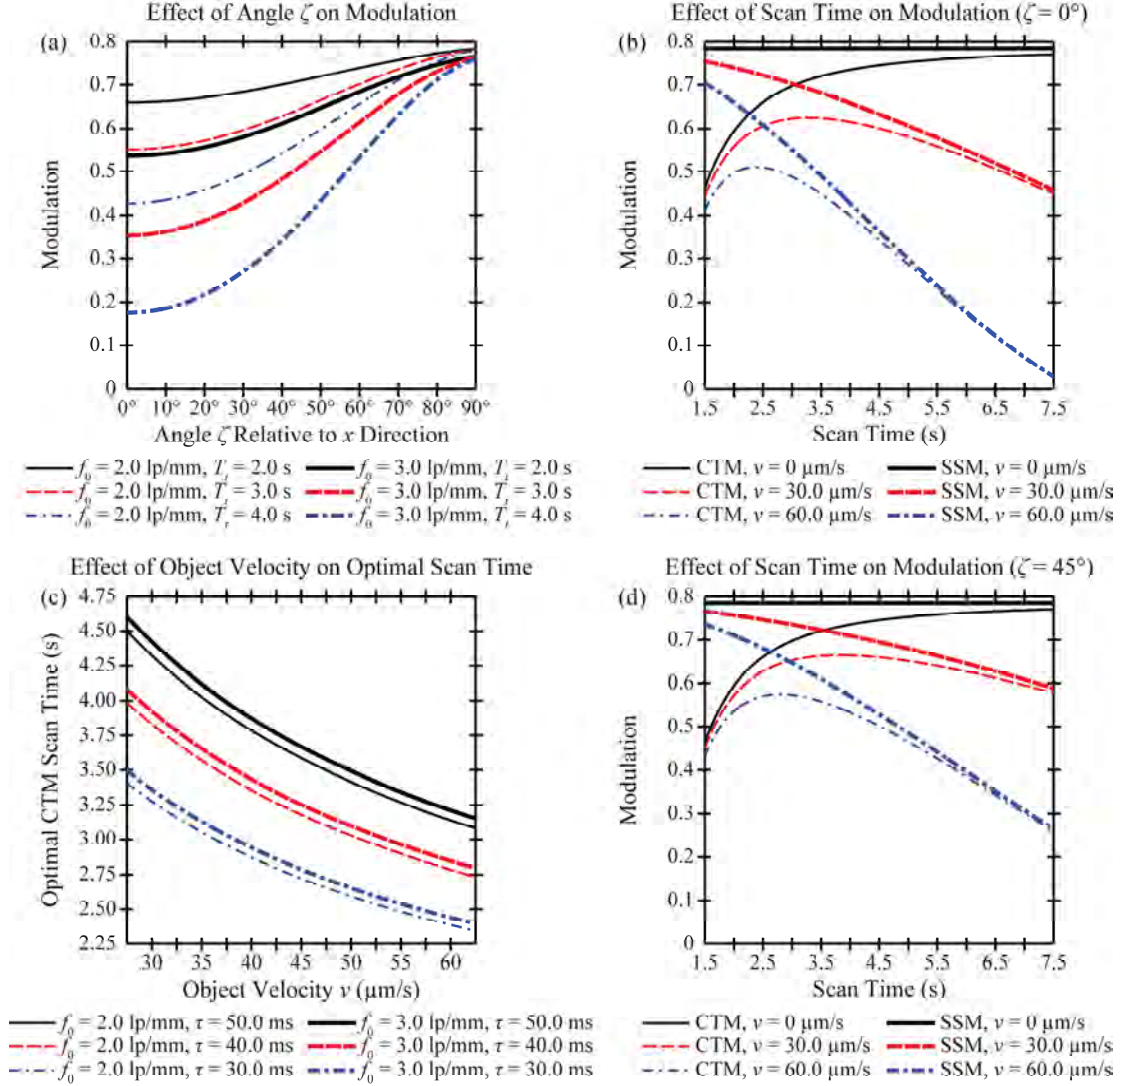 Effect of Angle ζ on Modulation
(a)
0.8
0.7
0.6
0.5
0.4
0.3
0.2
0.1
0
Modulation
0° 10° 20° 30° 40° 50° 60° 70° 80° 90°
Angle ζ Relative to x Direction
f₀ = 2.0 lp/mm, Tₜ = 2.0 s
f₀ = 2.0 lp/mm, Tₜ = 3.0 s
f₀ = 2.0 lp/mm, Tₜ = 4.0 s
f₀ = 3.0 lp/mm, Tₜ = 2.0 s
f₀ = 3.0 lp/mm, Tₜ = 3.0 s
f₀ = 3.0 lp/mm, Tₜ = 4.0 s
Effect of Scan Time on Modulation (ζ = 0°)
(b)
0.8
0.7
0.6
0.5
0.4
0.3
0.2
0.1
0
Modulation
1.5 2.5 3.5 4.5 5.5 6.5 7.5
Scan Time (s)
CTM, v = 0 µm/s
CTM, v = 30.0 µm/s
CTM, v = 60.0 µm/s
SSM, v = 0 µm/s
SSM, v = 30.0 µm/s
SSM, v = 60.0 µm/s
Effect of Object Velocity on Optimal Scan Time
(c)
4.75
4.50
4.25
4.00
3.75
3.50
3.25
3.00
2.75
2.50
2.25
Optimal CTM Scan Time (s)
30 35 40 45 50 55 60
Object Velocity v (µm/s)
f₀ = 2.0 lp/mm, τ = 50.0 ms
f₀ = 2.0 lp/mm, τ = 40.0 ms
f₀ = 2.0 lp/mm, τ = 30.0 ms
f₀ = 3.0 lp/mm, τ = 50.0 ms
f₀ = 3.0 lp/mm, τ = 40.0 ms
f₀ = 3.0 lp/mm, τ = 30.0 ms
Effect of Scan Time on Modulation (ζ = 45°)
(d)
0.8
0.7
0.6
0.5
0.4
0.3
0.2
0.1
0
Modulation
1.5 2.5 3.5 4.5 5.5 6.5 7.5
Scan Time (s)
CTM, v = 0 µm/s
CTM, v = 30.0 µm/s
CTM, v = 60.0 µm/s
SSM, v = 0 µm/s
SSM, v = 30.0 µm/s
SSM, v = 60.0 µm/s